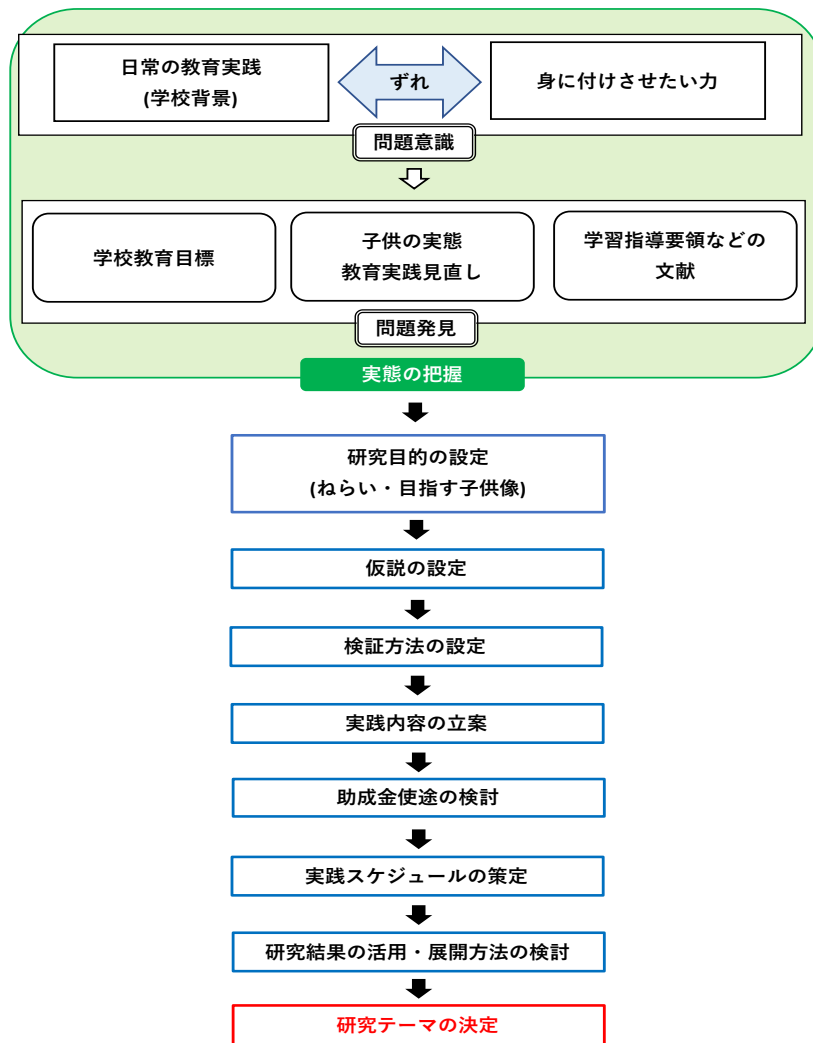 日常の教育実践
(学校背景)
ずれ
身に付けさせたい力
問題意識
学校教育目標
子供の実態
教育実践見直し
学習指導要領などの
文献
問題発見
実態の把握
研究目的の設定
(ねらい・目指す子供像)
仮説の設定
検証方法の設定
実践内容の立案
助成金使途の検討
実践スケジュールの策定
研究結果の活用・展開方法の検討
研究テーマの決定